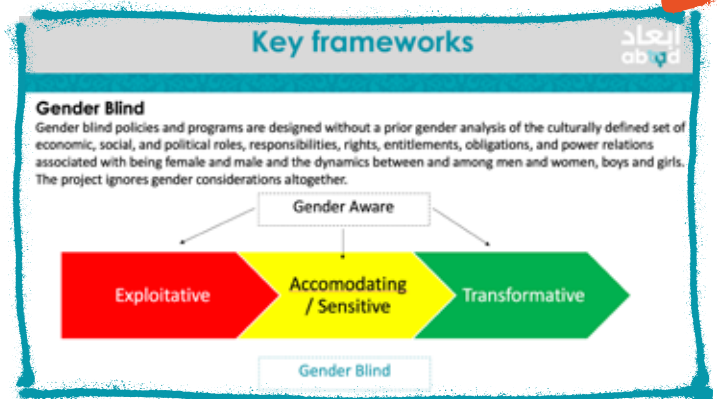 Key frameworks
ابعاد
abaad
Gender Blind
Gender blind policies and programs are designed without a prior gender analysis of the culturally defined set of
economic, social, and political roles, responsibilities, rights, entitlements, obligations, and power relations
associated with being female and male and the dynamics between and among men and women, boys and girls.
The project ignores gender considerations altogether.
Gender Aware
Exploitative
Accomodating
/ Sensitive
Transformative
Gender Blind